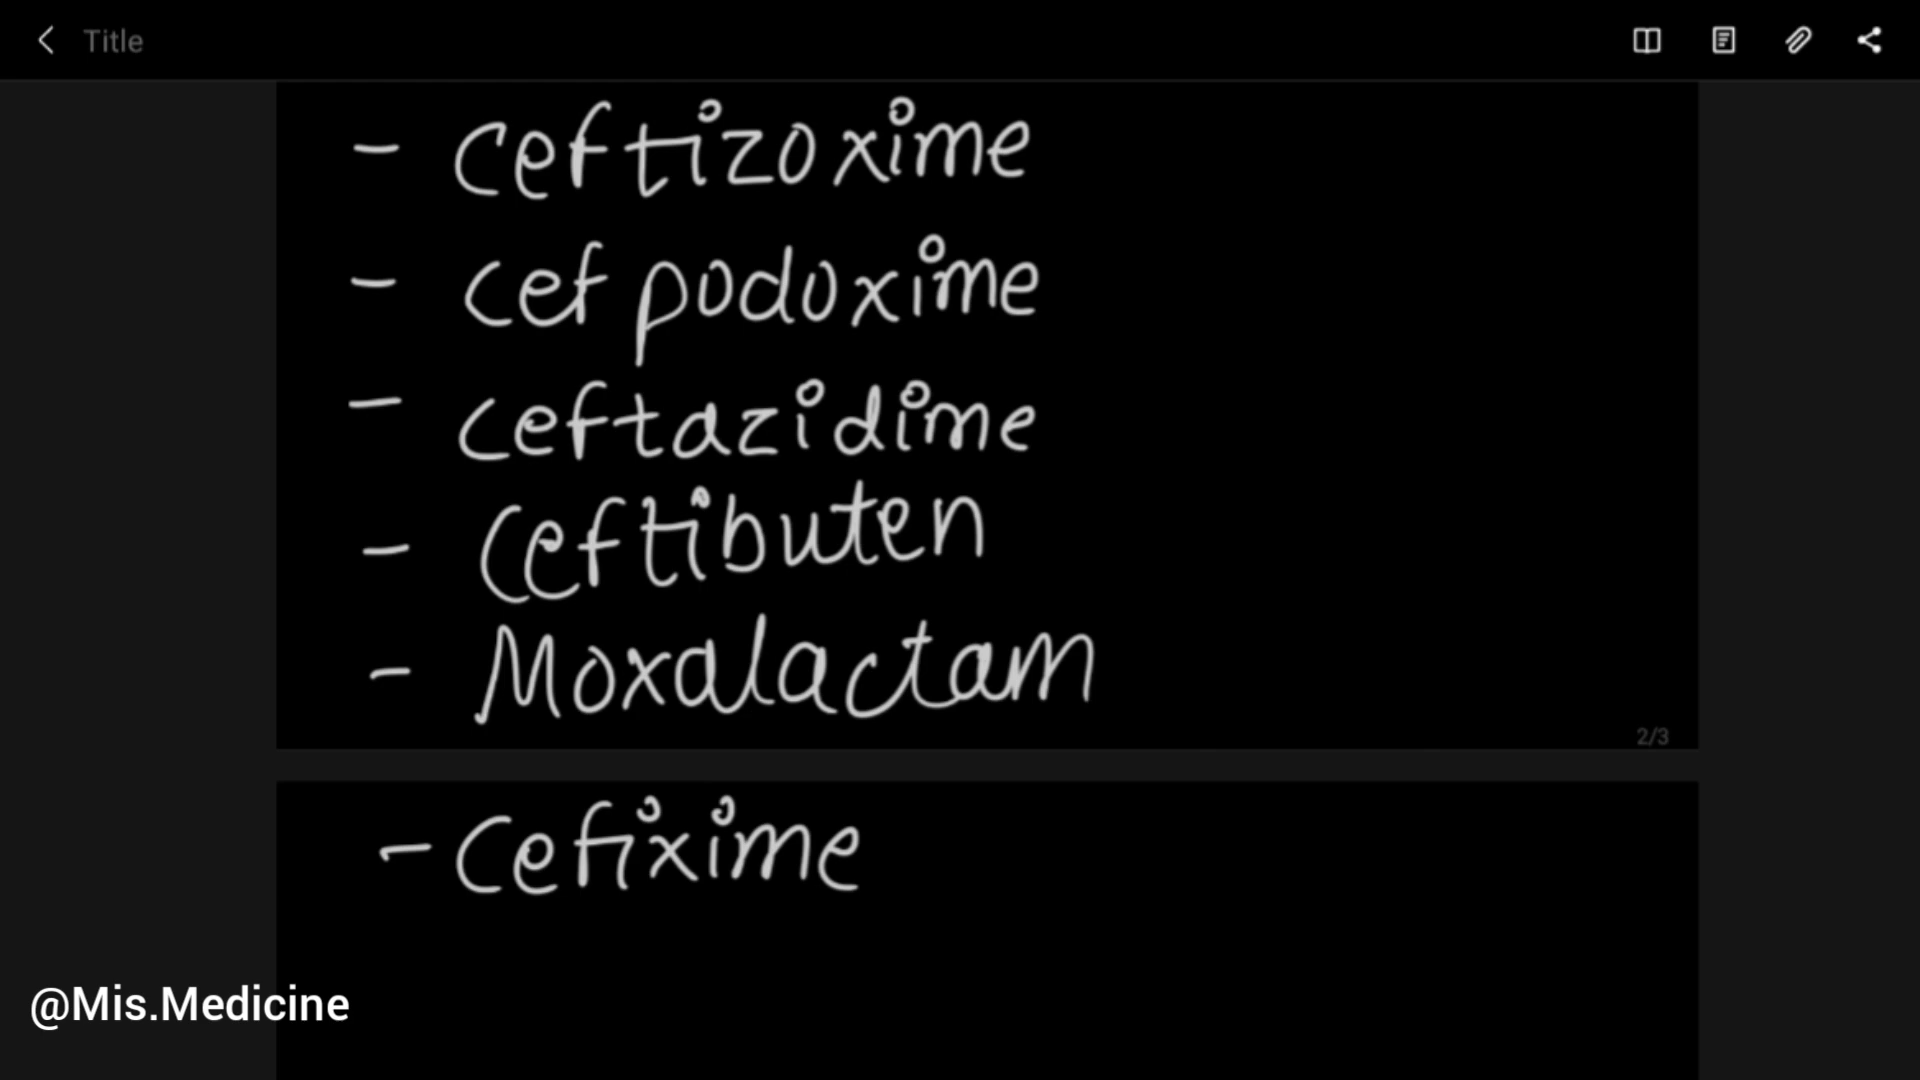 Title
- Ceftizoxime
- Cef podoxime
- Ceftazidime
- Ceftibuten
- Moxalactam
2/3
- Cefixime
@Mis.Medicine